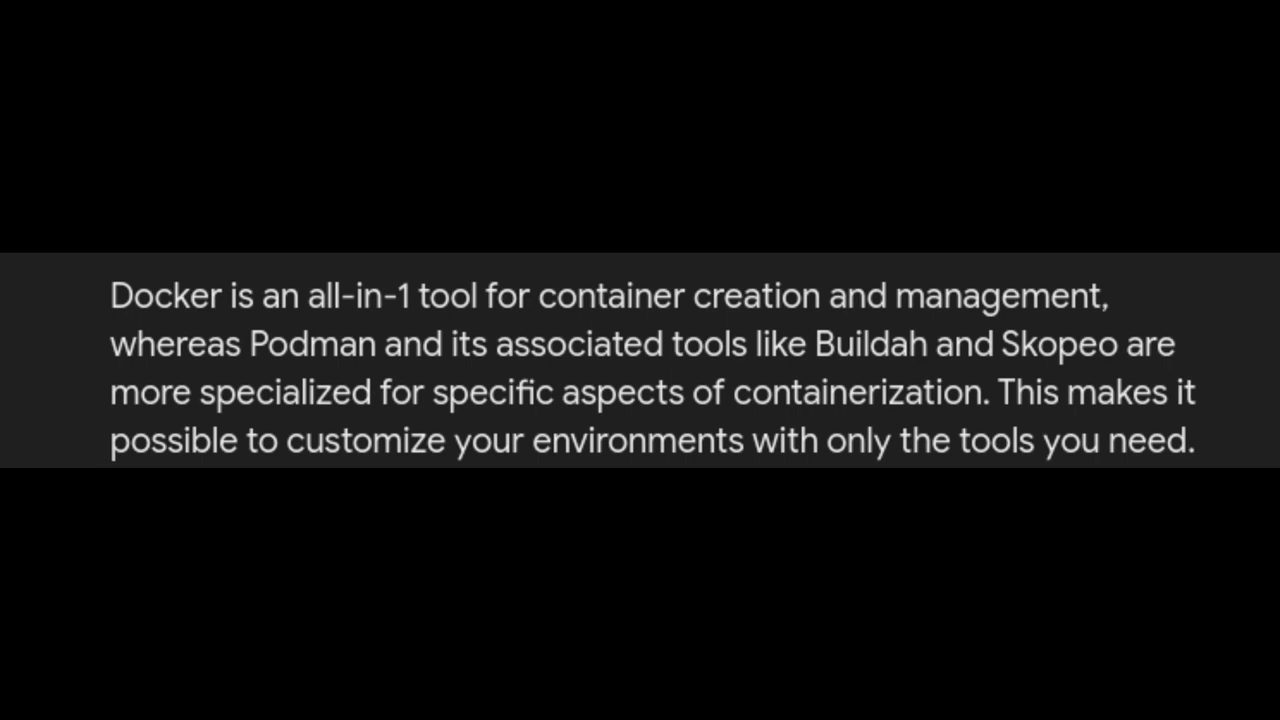 Docker is an all-in-1 tool for container creation and management,
whereas Podman and its associated tools like Buildah and Skopeo are
more specialized for specific aspects of containerization. This makes it
possible to customize your environments with only the tools you need.